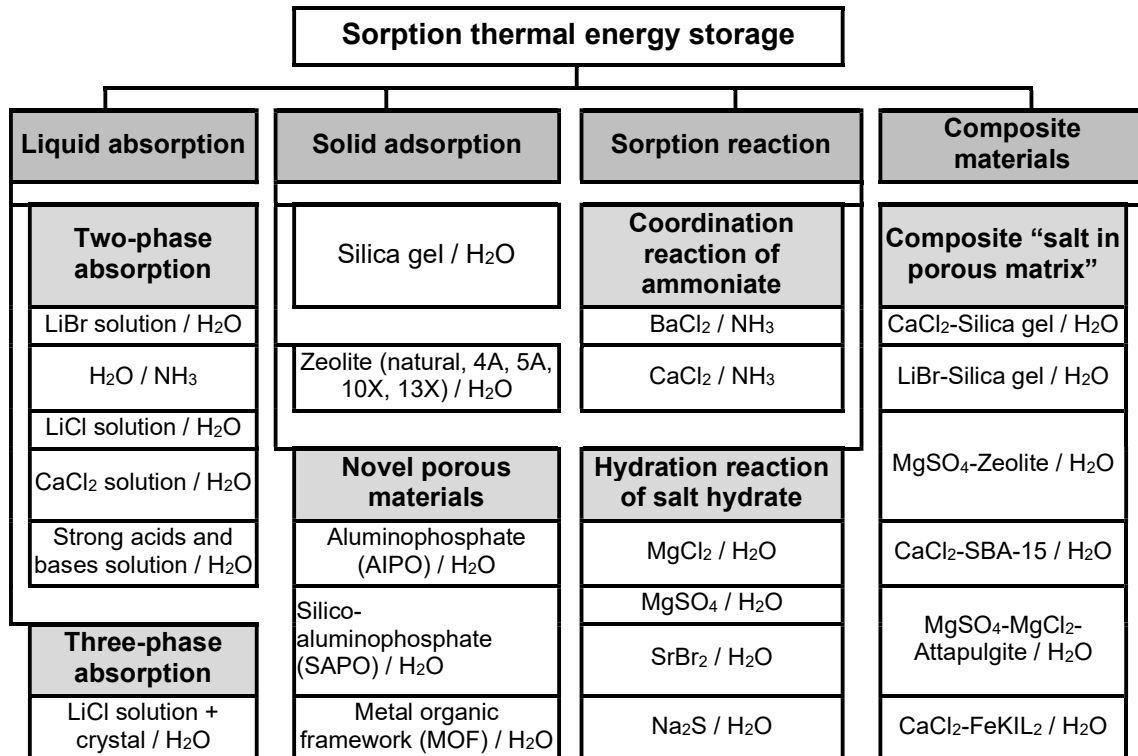 Sorption thermal energy storage
Liquid absorption
Two-phase
absorption
LiBr solution / H₂O
H₂O / NH₃
LiCl solution / H₂O
CaCl₂ solution / H₂O
Strong acids and
bases solution / H₂O
Three-phase
absorption
LiCl solution +
crystal / H₂O
Solid adsorption
Silica gel / H₂O
Zeolite (natural, 4A, 5A,
10X, 13X) / H₂O
Novel porous
materials
Aluminophosphate
(AIPO) / H₂O
Silico-
aluminophosphate
(SAPO) / H₂O
Metal organic
framework (MOF) / H₂O
Sorption reaction
Coordination
reaction of
ammoniate
BaCl₂ / NH₃
CaCl₂ / NH₃
Hydration reaction
of salt hydrate
MgCl₂ / H₂O
MgSO₄ / H₂O
SrBr₂ / H₂O
Na₂S / H₂O
Composite
materials
Composite “salt in
porous matrix”
CaCl₂-Silica gel / H₂O
LiBr-Silica gel / H₂O
MgSO₄-Zeolite / H₂O
CaCl₂-SBA-15 / H₂O
MgSO₄-MgCl₂-
Attapulgite / H₂O
CaCl₂-FeKIL₂ / H₂O